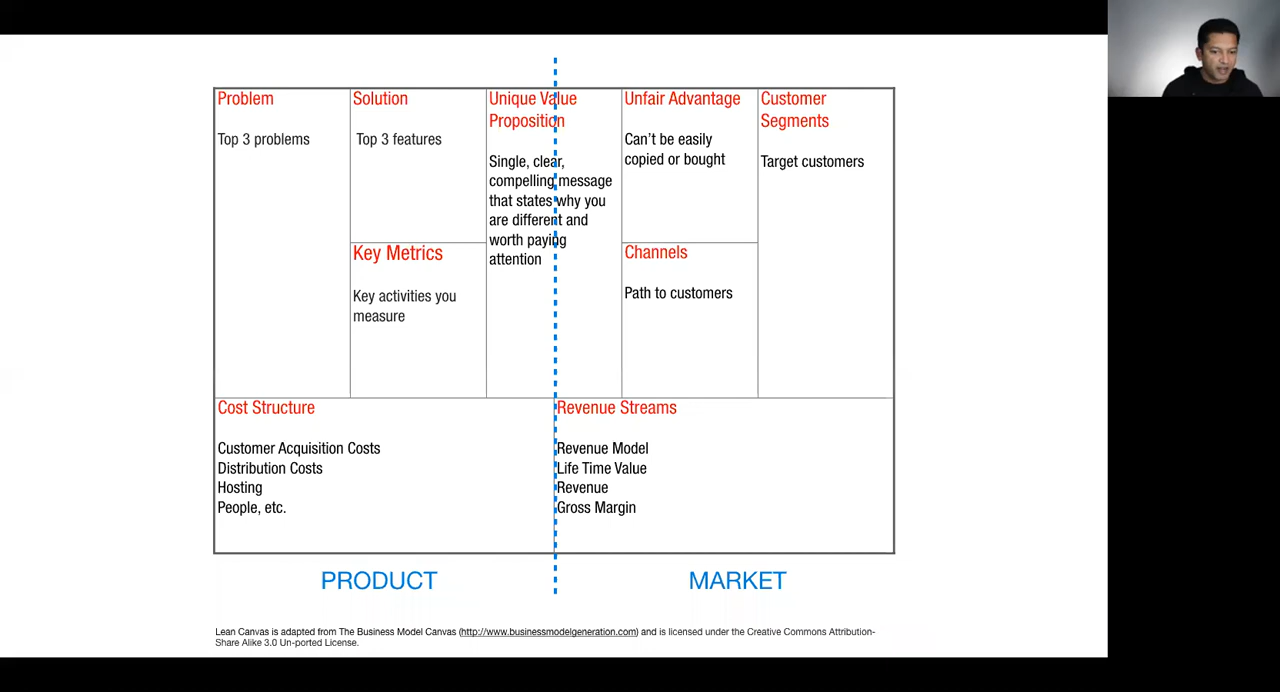 Problem
Top 3 problems
Solution
Top 3 features
Key Metrics
Key activities you
measure
Unique Value
Proposition
Single, clear,
compelling message
that states why you
are different and
worth paying
attention
Unfair Advantage
Can't be easily
copied or bought
Channels
Path to customers
Customer
Segments
Target customers
Cost Structure
Customer Acquisition Costs
Distribution Costs
Hosting
People, etc.
Revenue Streams
Revenue Model
Life Time Value
Revenue
Gross Margin
PRODUCT
MARKET
Lean Canvas is adapted from The Business Model Canvas (http://www.businessmodelgeneration.com) and is licensed under the Creative Commons Attribution-
Share Alike 3.0 Un-ported License.